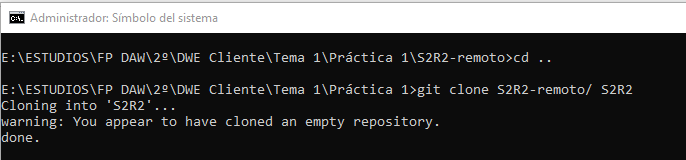 Administrador: Símbolo del sistema
E:\ESTUDIOS\FP DAW\2º\DWE Cliente\Tema 1\Práctica 1\S2R2-remoto>cd ..
E:\ESTUDIOS\FP DAW\2º\DWE Cliente\Tema 1\Práctica 1>git clone S2R2-remoto/ S2R2
Cloning into 'S2R2'...
warning: You appear to have cloned an empty repository.
done.